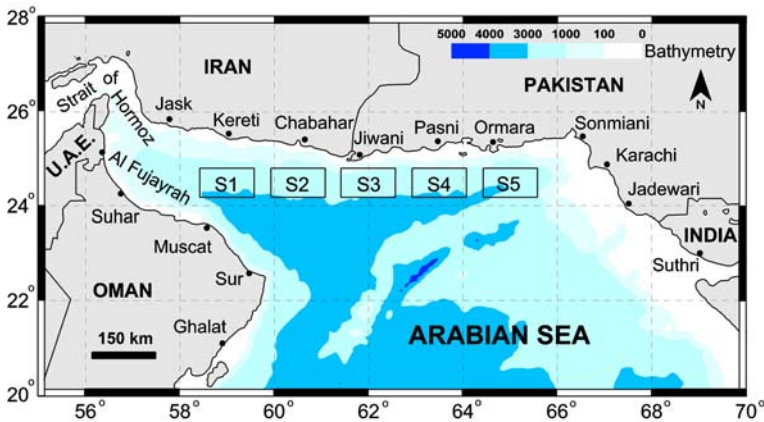 28°
26°
24°
22°
20°
5000 4000 3000 1000 100 0
Bathymetry
IRAN
PAKISTAN
N
Strait of
Hormoz
Jask
Kereti
Chabahar
Jiwani
Pasni
Ormara
Sonmiani
Karachi
Jadewari
INDIA
Suthri
U.A.E.
Al Fujayrah
Suhar
Muscat
Sur
OMAN
Ghalat
150 km
S1
S2
S3
S4
S5
ARABIAN SEA
56° 58° 60° 62° 64° 66° 68° 70°